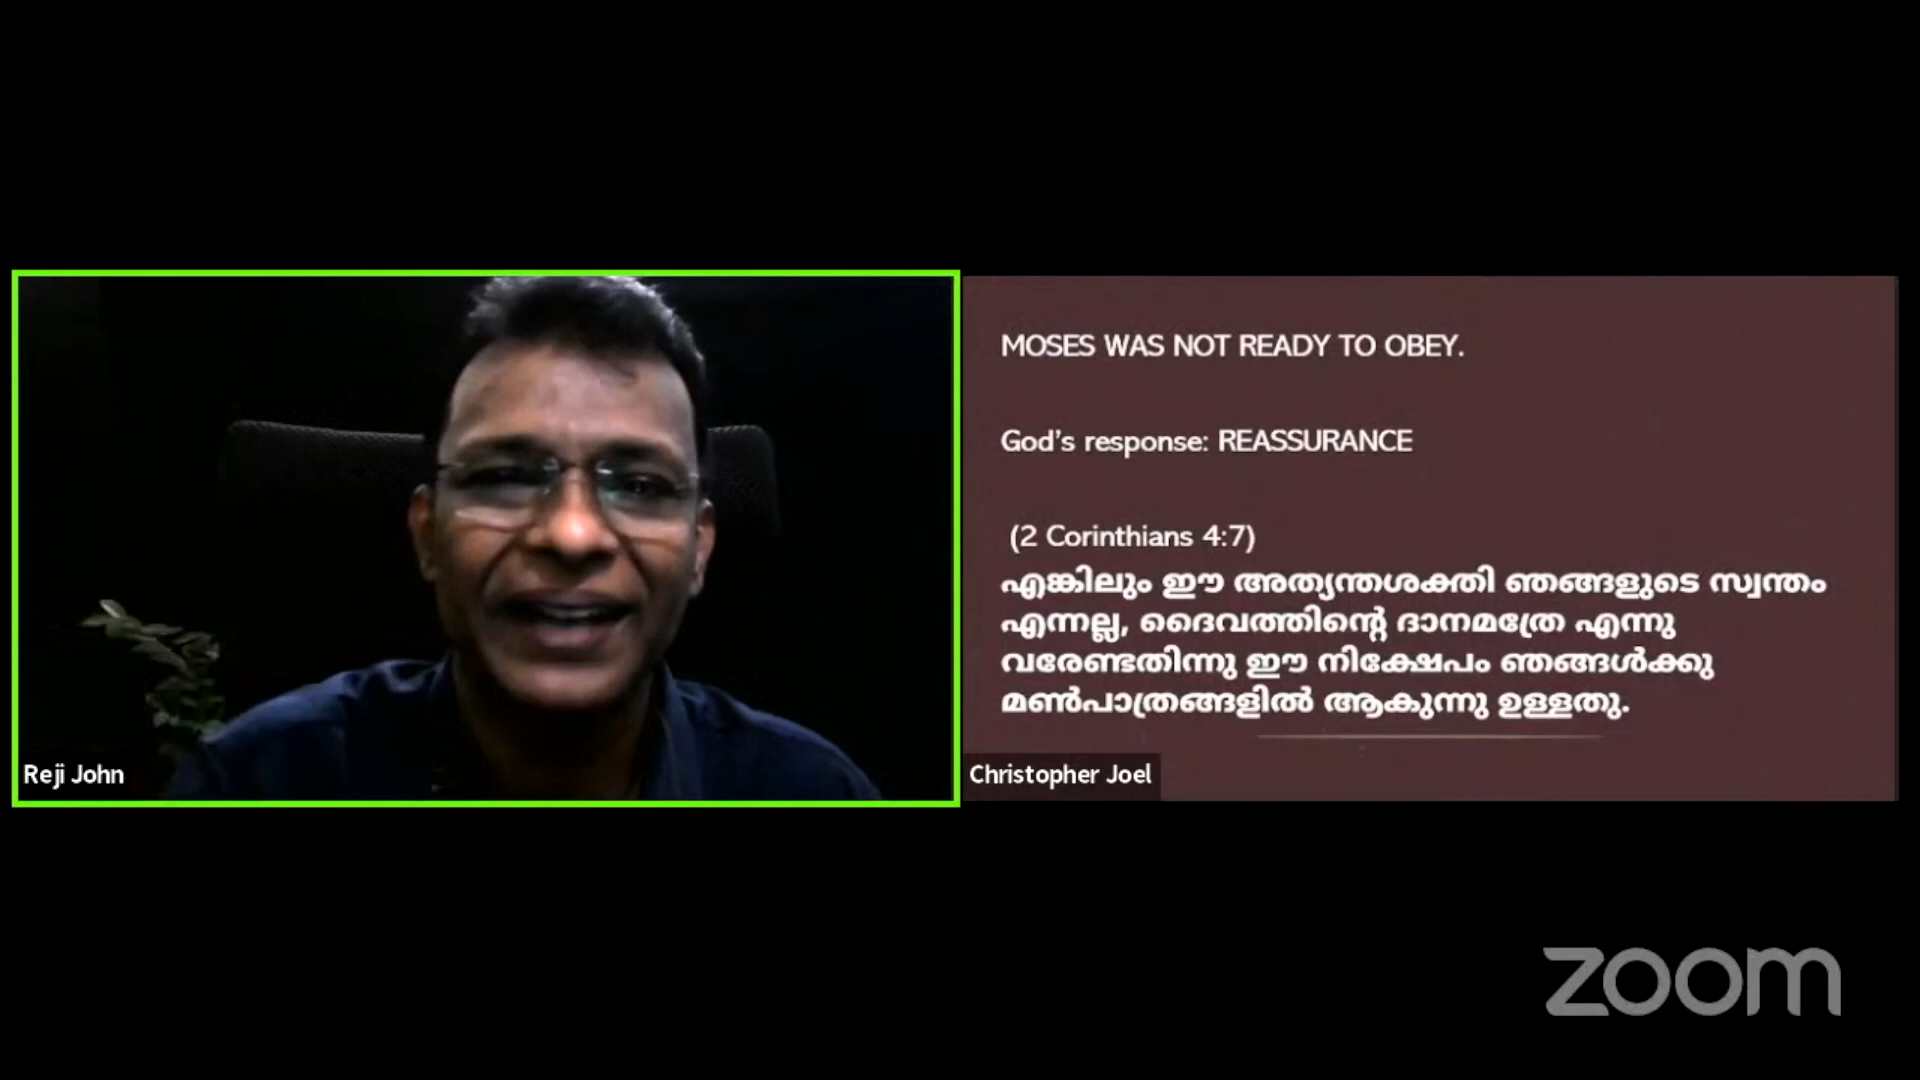 MOSES WAS NOT READY TO OBEY.
God's response: REASSURANCE
(2 Corinthians 4:7)
എങ്കിലും ഈ അത്യന്തശക്തി ഞങ്ങളുടെ സ്വന്തം
എന്നല്ല, ദൈവത്തിന്റെ ദാനമത്രേ എന്നു
വരേണ്ടതിന്നു ഈ നിക്ഷേപം ഞങ്ങൾക്കു
മൺപാത്രങ്ങളിൽ ആകുന്നു ഉള്ളതു.
Reji John
Christopher Joel
zoom